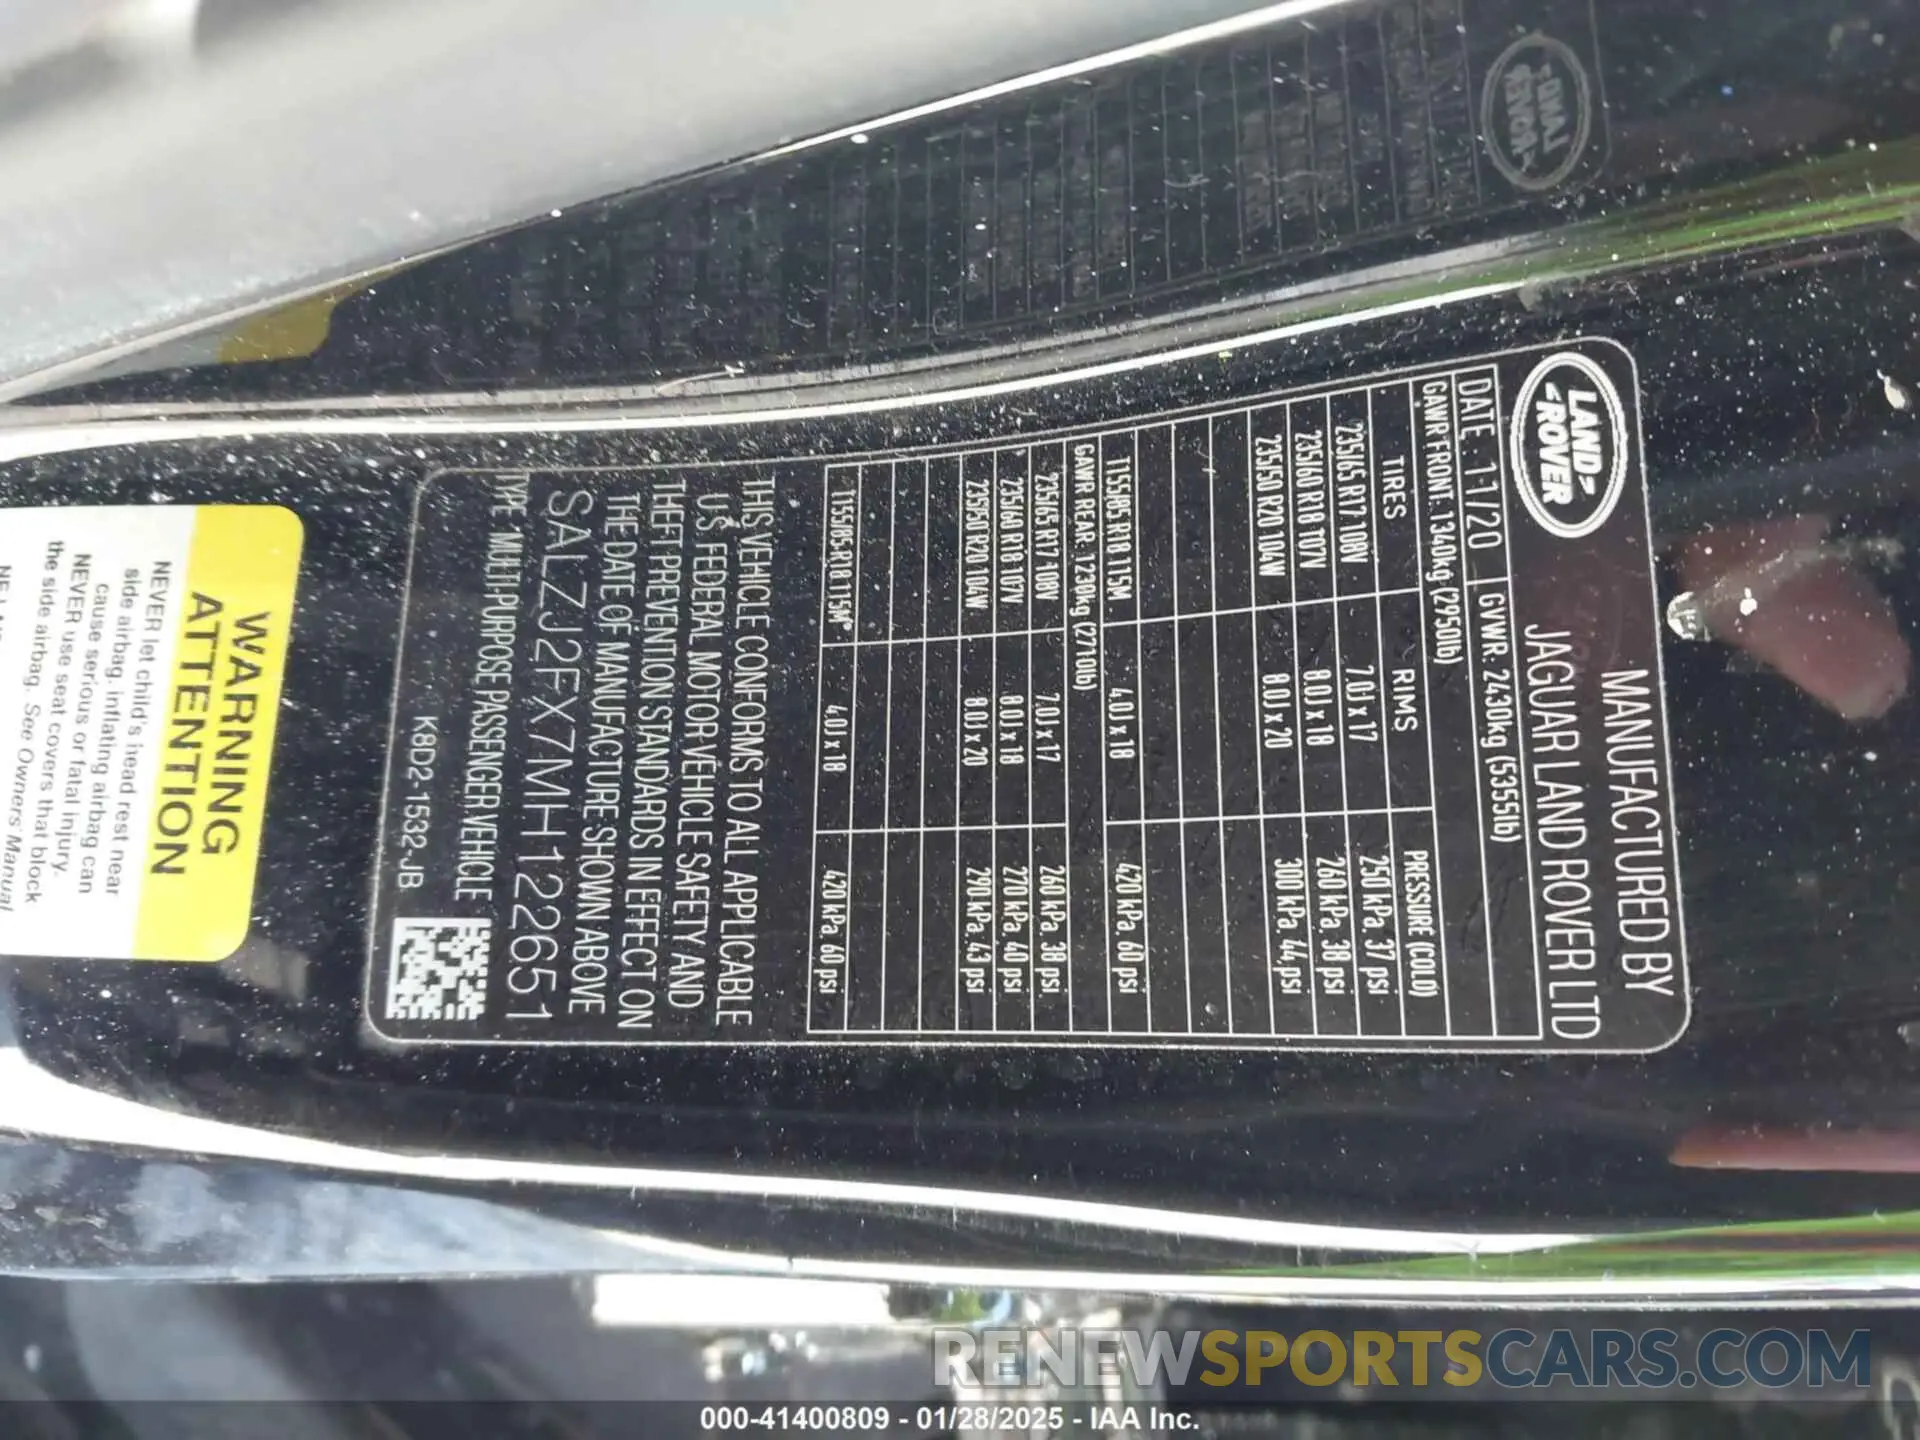 LAND
ROVER
MANUFACTURED BY
JAGUAR LAND ROVER LTD
DATE: 11/20 GVWR: 2430kg (5355lb)
GAWR FRONT: 1340kg (2950lb)
TIRES RIMS PRESSURE (COLD)
235/65 R17 108V 7.0J x 17 250 kPa, 37 psi
235/60 R18 107V 8.0J x 18 260 kPa, 38 psi
235/50 R20 104W 8.0J x 20 300 kPa, 44 psi
T155/85 R18 115M 4.0J x 18 420 kPa, 60 psi
GAWR REAR: 1230kg (2710lb)
235/65 R17 108V 7.0J x 17 260 kPa, 38 psi
235/60 R18 107V 8.0J x 18 270 kPa, 40 psi
235/50 R20 104W 8.0J x 20 290 kPa, 43 psi
T155/85 R18 115M 4.0J x 18 420 kPa, 60 psi
THIS VEHICLE CONFORMS TO ALL APPLICABLE
U.S FEDERAL MOTOR VEHICLE SAFETY AND
THEFT PREVENTION STANDARDS IN EFFECT ON
THE DATE OF MANUFACTURE SHOWN ABOVE
SALZJ2FX7MH122651
TYPE: MULTI-PURPOSE PASSENGER VEHICLE
K8D2-1532-JB
WARNING
ATTENTION
NEVER let child's head rest near
side airbag, inflating airbag can
cause serious or fatal injury.
NEVER use seat covers that block
the side airbag. See Owners Manual
RENEWSPORTSCARS.COM
000-41400809 - 01/28/2025 - IAA Inc.